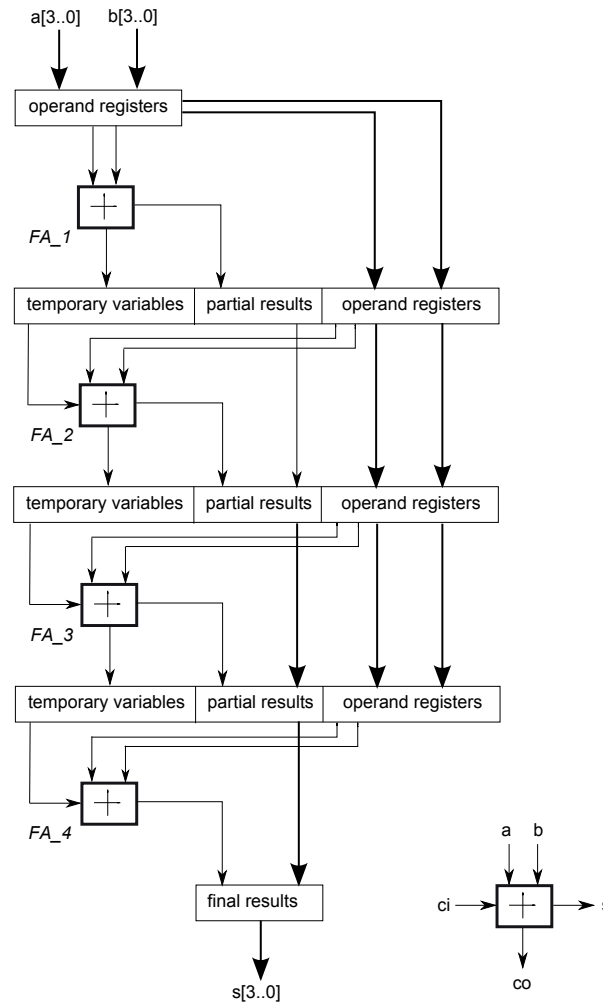 a[3..0] b[3..0]
operand registers
FA_1
temporary variables partial results operand registers
FA_2
temporary variables partial results operand registers
FA_3
temporary variables partial results operand registers
FA_4
a b
final results
ci s
co
s[3..0]